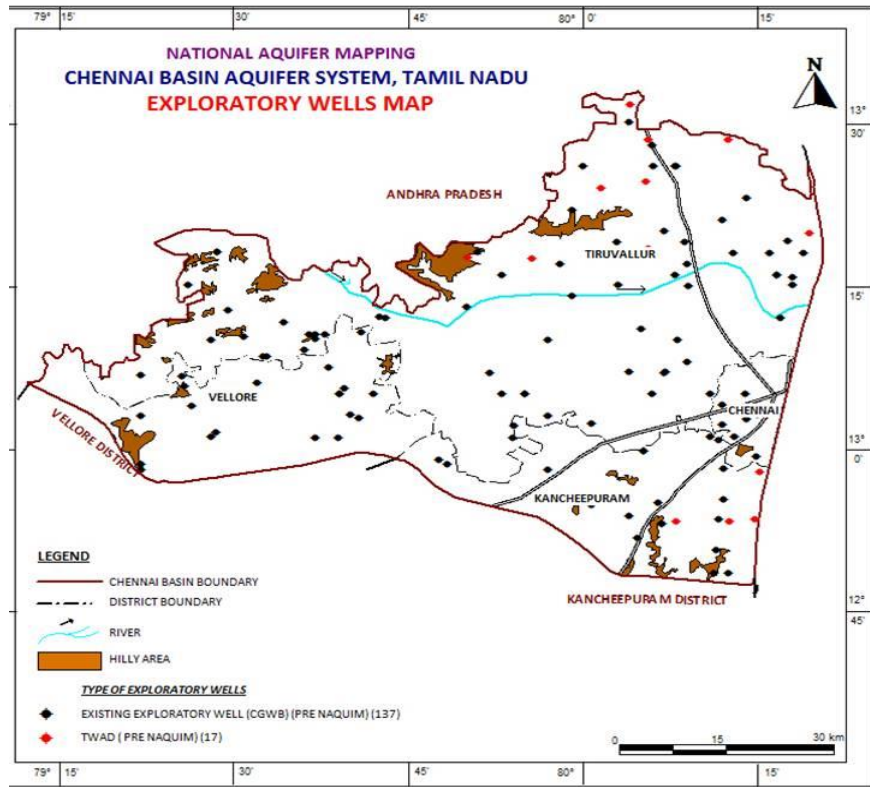 79° 15' 30' 45' 80° 0' 15'
NATIONAL AQUIFER MAPPING
CHENNAI BASIN AQUIFER SYSTEM, TAMIL NADU
EXPLORATORY WELLS MAP
N
13°
30'
ANDHRA PRADESH
TIRUVALLUR
15'
VELLORE
CHENNAI
VELLORE DISTRICT
13°
0'
KANCHEEPURAM
LEGEND
CHENNAI BASIN BOUNDARY
KANCHEEPURAM DISTRICT
DISTRICT BOUNDARY
12°
45'
RIVER
HILLY AREA
TYPE OF EXPLORATORY WELLS
EXISTING EXPLORATORY WELL (CGWB) (PRE NAQUIM) (137)
TWAD ( PRE NAQUIM) (17)
0 15 30 km
79° 15' 30' 45' 80° 0' 15'